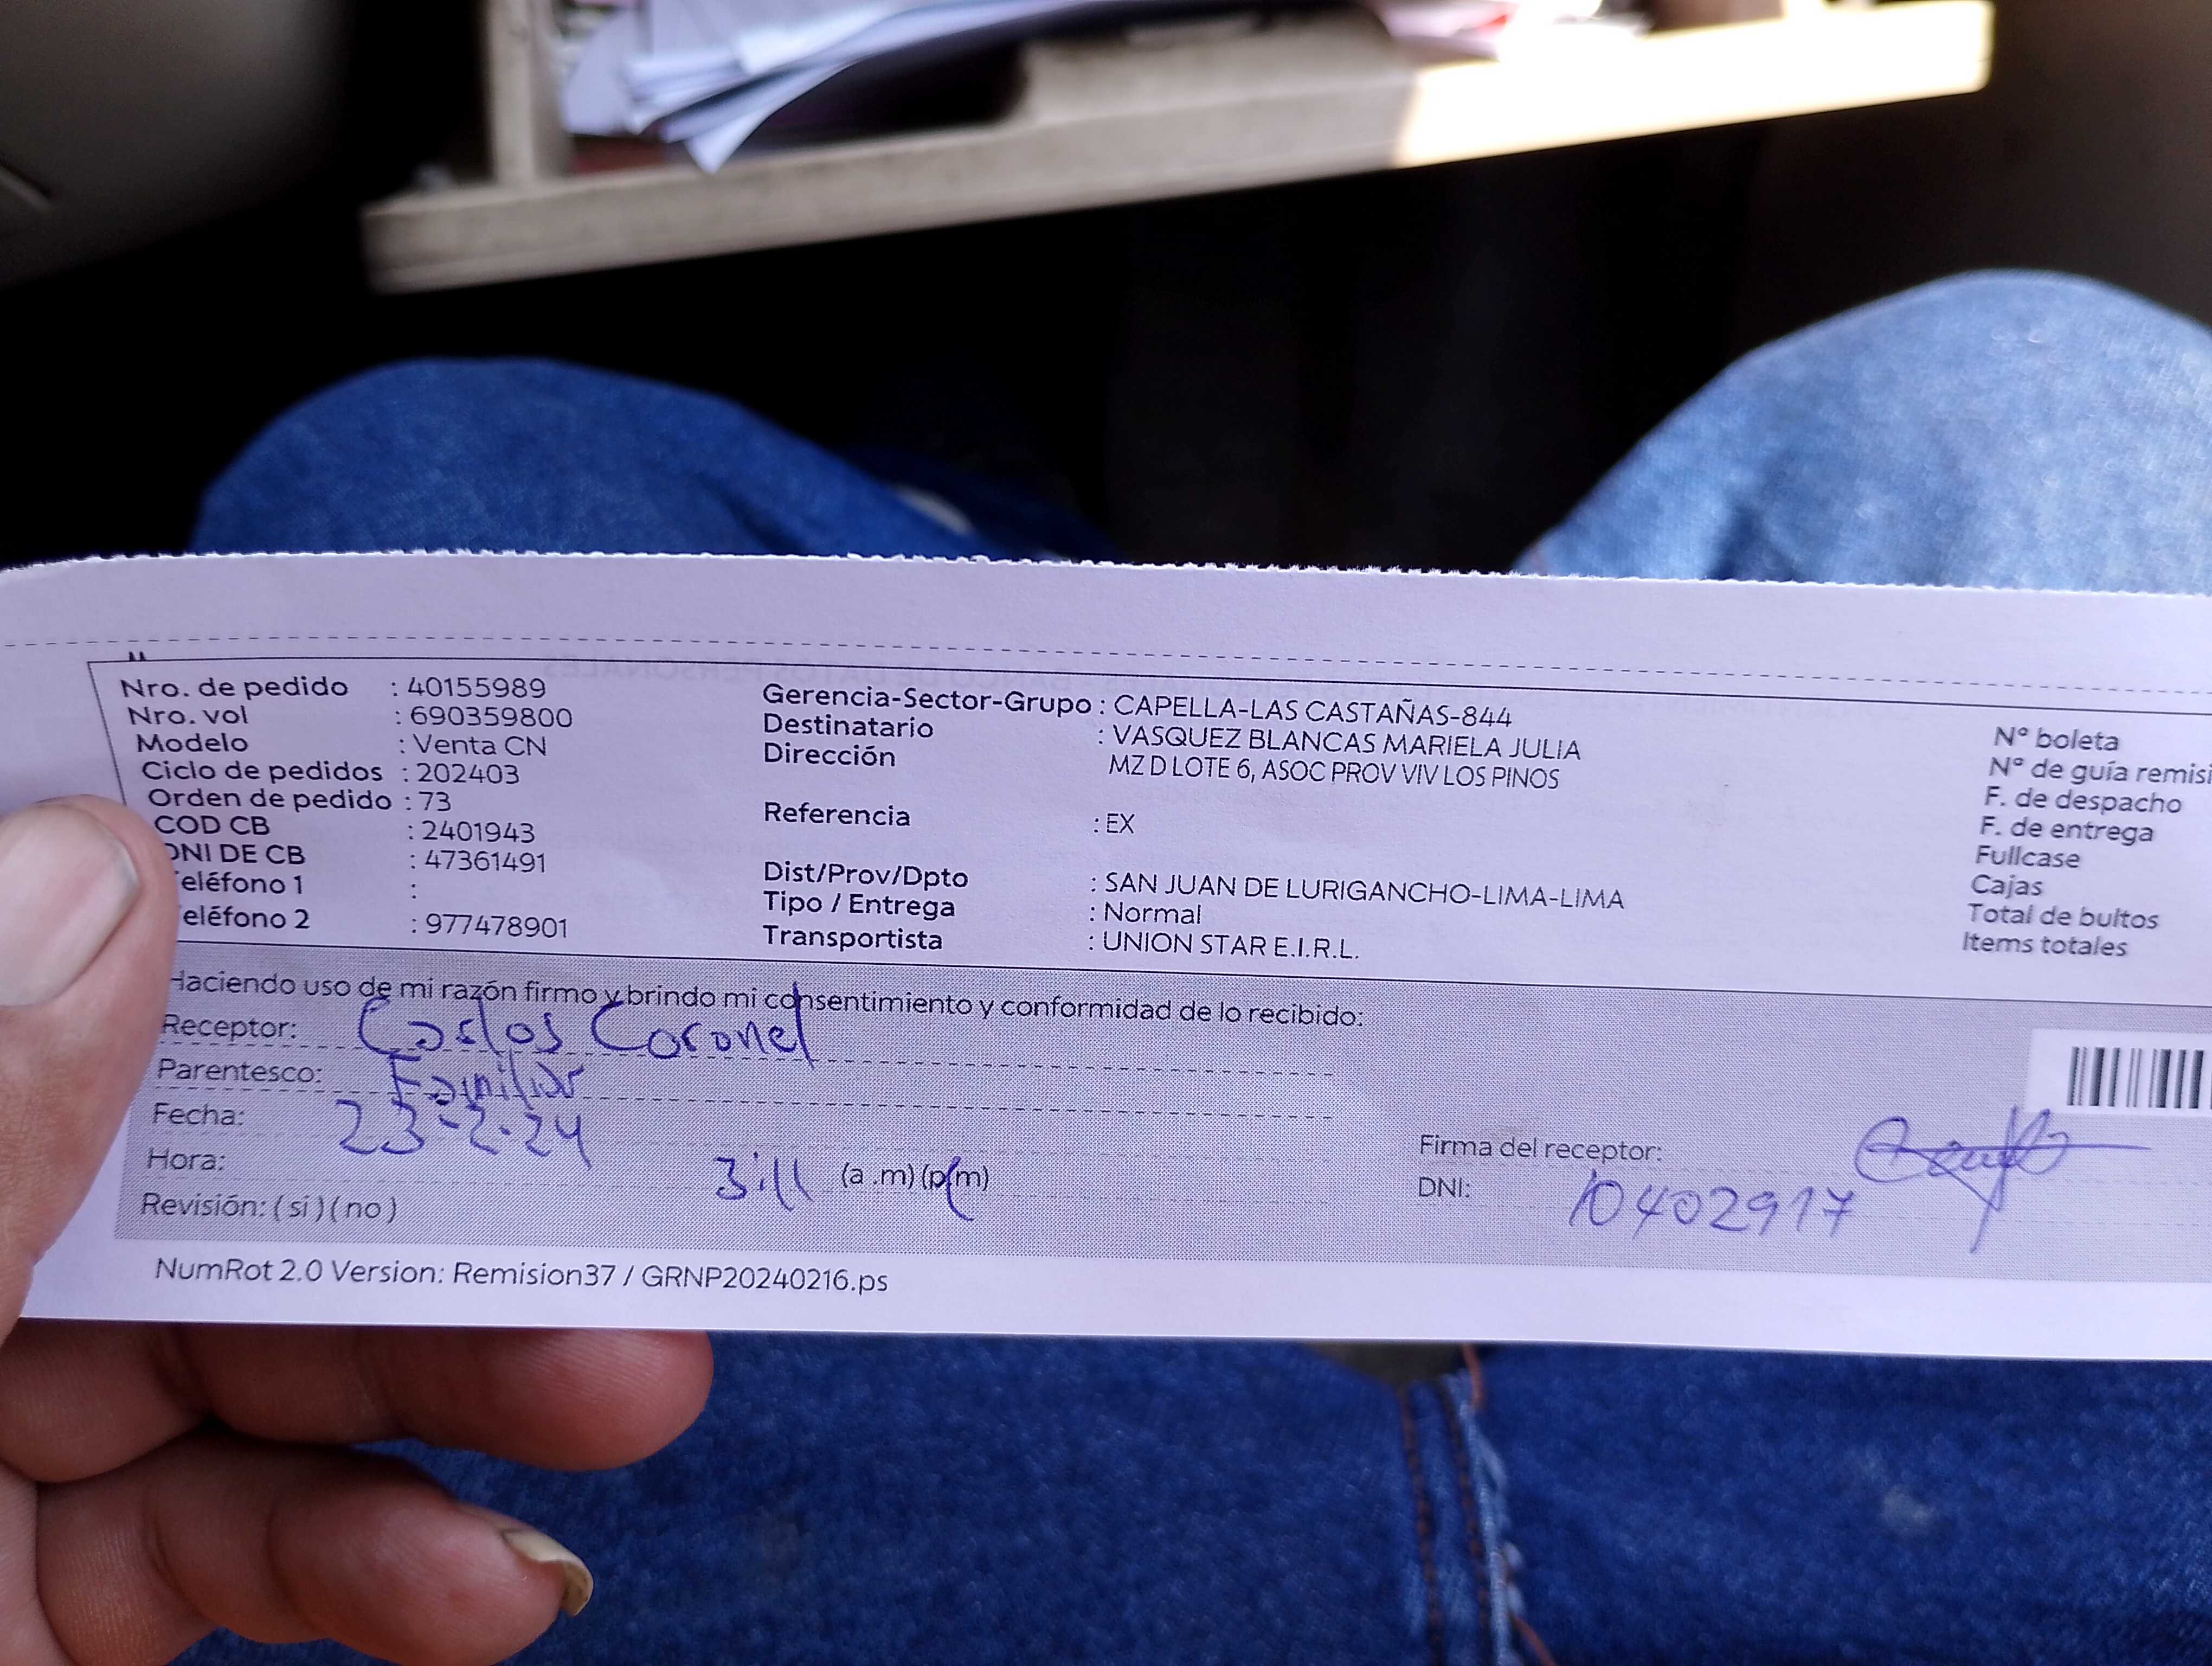 Nro. de pedido : 40155989
Nro. vol : 690359800
Modelo : Venta CN
Ciclo de pedidos : 202403
Orden de pedido : 73
COD CB : 2401943
DNI DE CB : 47361491
eléfono 1 :
eléfono 2 : 977478901
Gerencia-Sector-Grupo : CAPELLA-LAS CASTAÑAS-844
Destinatario : VASQUEZ BLANCAS MARIELA JULIA
Dirección MZ D LOTE 6, ASOC PROV VIV LOS PINOS
Referencia : EX
Dist/Prov/Dpto : SAN JUAN DE LURIGANCHO-LIMA-LIMA
Tipo / Entrega : Normal
Transportista : UNION STAR E.I.R.L.
N° boleta
N° de guía remisi
F. de despacho
F. de entrega
Fullcase
Cajas
Total de bultos
Items totales
Haciendo uso de mi razón firmo y brindo mi consentimiento y conformidad de lo recibido:
Receptor: Carlos Coronel
Parentesco: Familiar
Fecha: 23-2-24
Hora: 3:11 (a .m) (p.m)
Revisión: ( si ) ( no )
Firma del receptor:
DNI: 10402917
NumRot 2.0 Version: Remision37 / GRNP20240216.ps